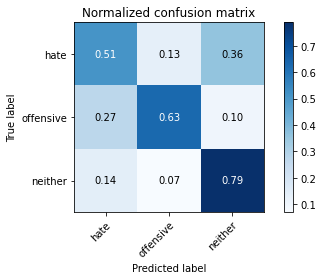 Normalized confusion matrix
True label
hate
0.51 0.13 0.36
offensive
0.27 0.63 0.10
neither
0.14 0.07 0.79
hate offensive neither
Predicted label
0.7
0.6
0.5
0.4
0.3
0.2
0.1